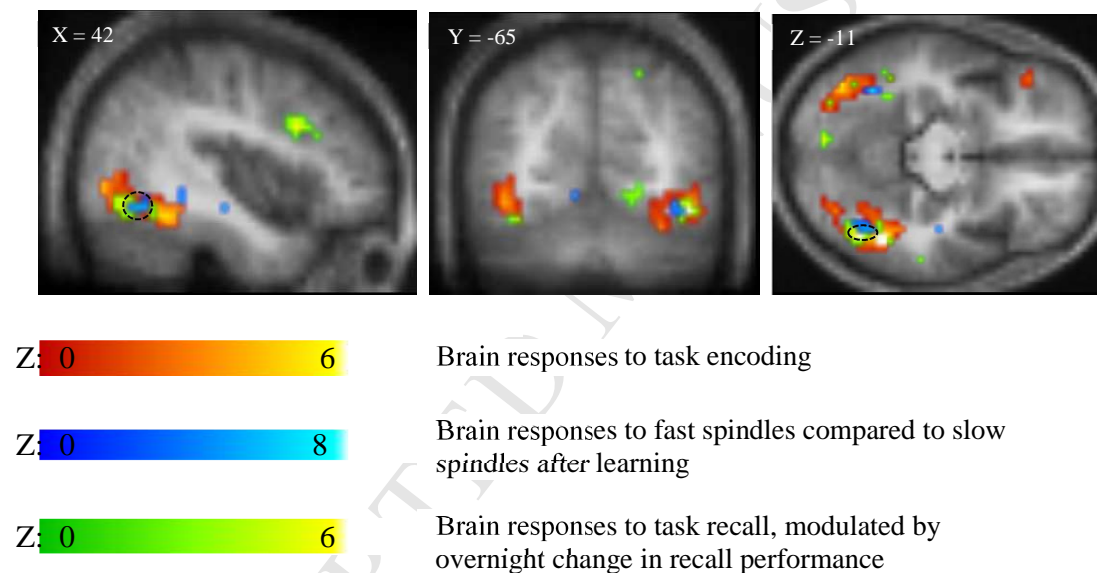 X = 42
Y = -65
Z = -11
Z: 0 6
Brain responses to task encoding
Z: 0 8
Brain responses to fast spindles compared to slow
spindles after learning
Z: 0 6
Brain responses to task recall, modulated by
overnight change in recall performance